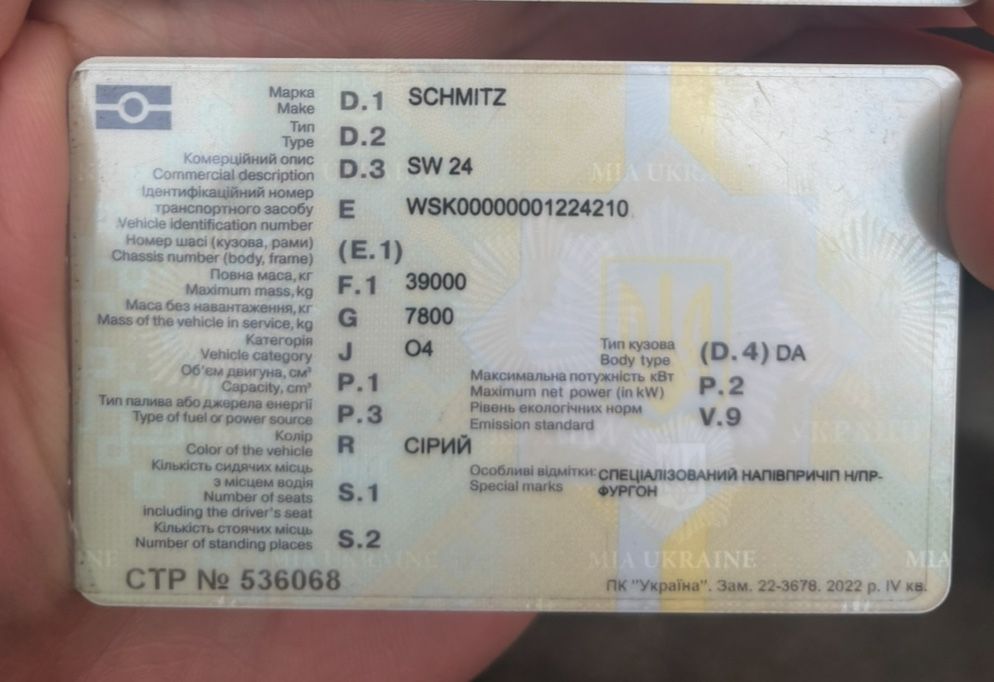 Марка
Make D.1 SCHMITZ
Тип
Type D.2
Комерційний опис
Commercial description D.3 SW 24
Ідентифікаційний номер
транспортного засобу
Vehicle identification number E WSK00000001224210
Номер шасі (кузова, рами)
Chassis number (body, frame) (E.1)
Повна маса, кг
Maximum mass, kg F.1 39000
Маса без навантаження, кг
Mass of the vehicle in service, kg G 7800
Категорія
Vehicle category J O4
Тип кузова
Body type (D.4) DA
Об'єм двигуна, см³
Capacity, cm³ P.1
Максимальна потужність кВт
Maximum net power (in kW) P.2
Тип палива або джерела енергії
Type of fuel or power source P.3
Рівень екологічних норм
Emission standard V.9
Колір
Color of the vehicle R СІРИЙ
Кількість сидячих місць
з місцем водія
Number of seats
including the driver's seat S.1
Особливі відмітки: СПЕЦІАЛІЗОВАНИЙ НАПІВПРИЧІП Н/ПР-
Special marks ФУРГОН
Кількість стоячих місць
Number of standing places S.2
СТР № 536068
ПК "Україна". Зам. 22-3678. 2022 р. IV кв.
MIA UKRAINE
MIA UKRAINE